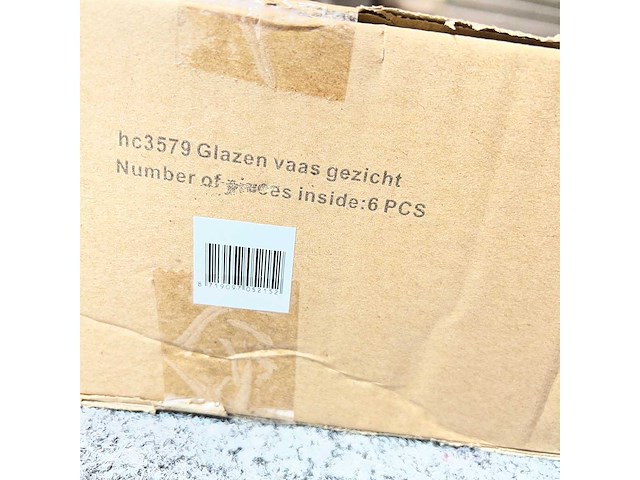 hc3579 Glazen vaas gezicht
Number of pieces inside:6 PCS